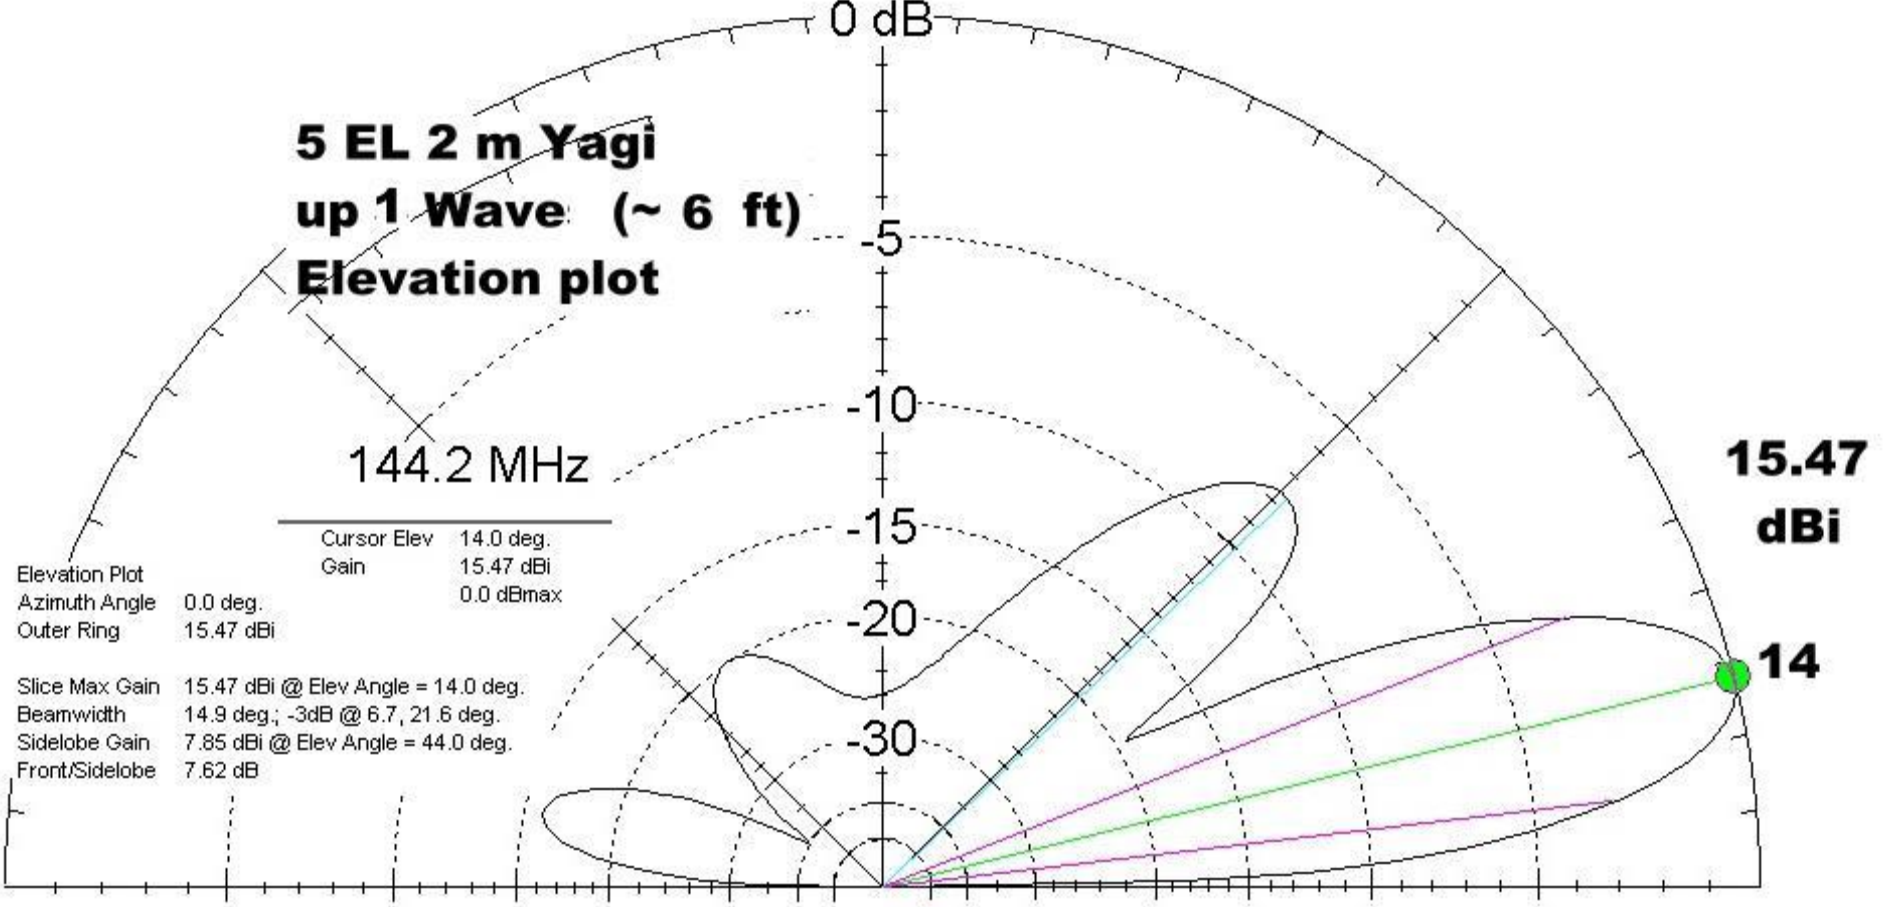 0 dB
5 EL 2 m Yagi
up 1 Wave (~ 6 ft)
Elevation plot
-5
-10
144.2 MHz
15.47
dBi
-15
Cursor Elev 14.0 deg.
Gain 15.47 dBi
0.0 dBmax
Elevation Plot
Azimuth Angle 0.0 deg.
Outer Ring 15.47 dBi
-20
14
Slice Max Gain 15.47 dBi @ Elev Angle = 14.0 deg.
Beamwidth 14.9 deg.; -3dB @ 6.7, 21.6 deg.
Sidelobe Gain 7.85 dBi @ Elev Angle = 44.0 deg.
Front/Sidelobe 7.62 dB
-30